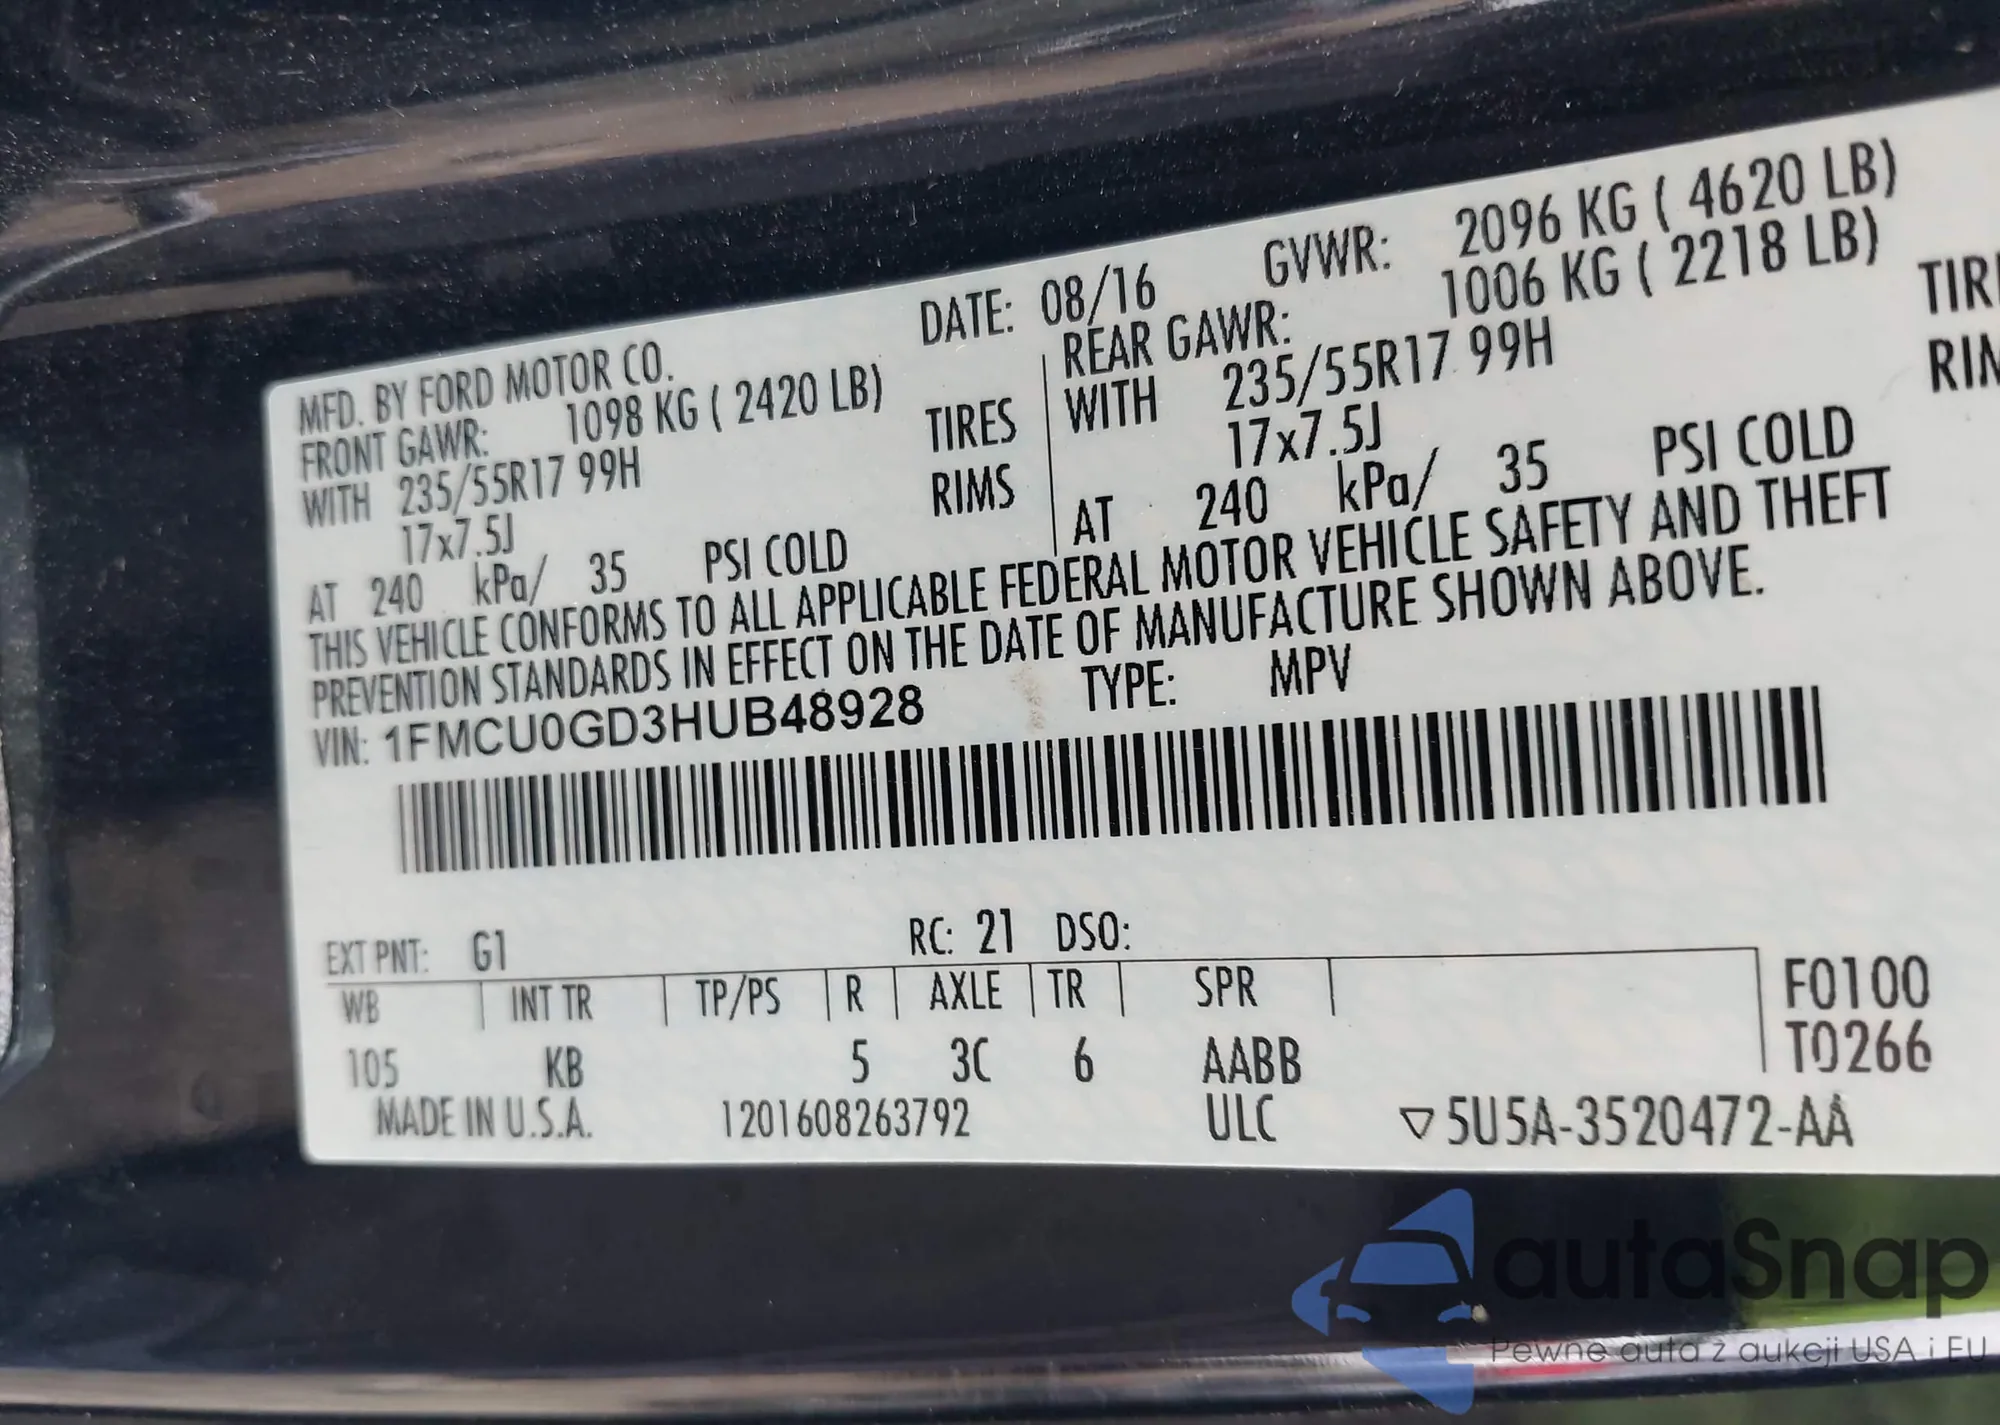 MFD. BY FORD MOTOR CO. DATE: 08/16 GVWR: 2096 KG ( 4620 LB)
FRONT GAWR: 1098 KG ( 2420 LB) REAR GAWR: 1006 KG ( 2218 LB)
WITH 235/55R17 99H TIRES WITH 235/55R17 99H TIR
17x7.5J RIMS 17x7.5J RIM
AT 240 kPa/ 35 PSI COLD AT 240 kPa/ 35 PSI COLD
THIS VEHICLE CONFORMS TO ALL APPLICABLE FEDERAL MOTOR VEHICLE SAFETY AND THEFT
PREVENTION STANDARDS IN EFFECT ON THE DATE OF MANUFACTURE SHOWN ABOVE.
VIN: 1FMCU0GD3HUB48928 TYPE: MPV
EXT PNT: G1 RC: 21 DSO:
WB INT TR TP/PS R AXLE TR SPR F0100
105 KB 5 3C 6 AABB T0266
MADE IN U.S.A. 1201608263792 ULC ▽5U5A-3520472-AA
autaSnap
Pewne auta z aukcji USA i EU